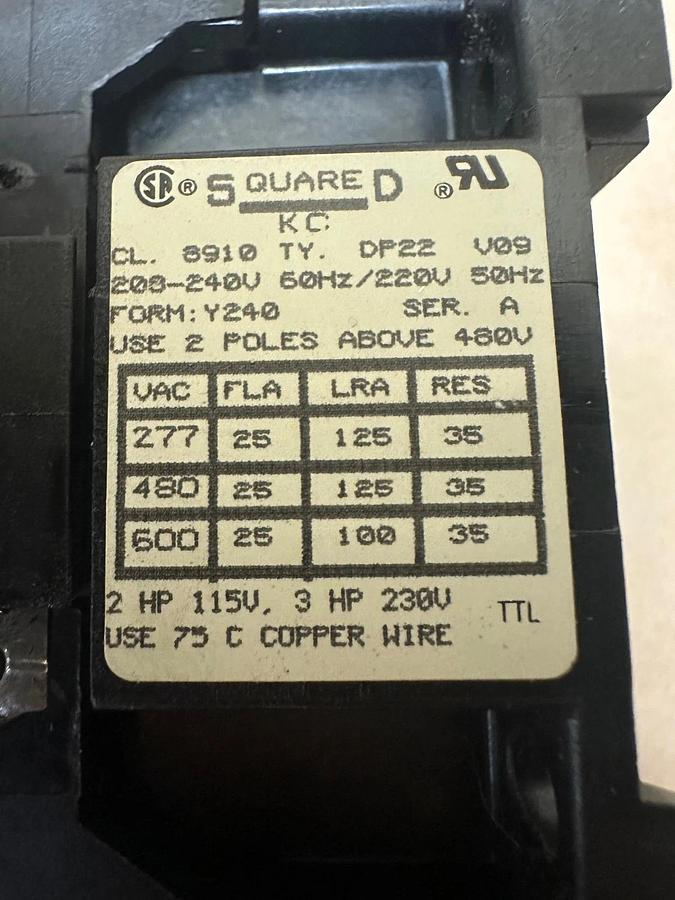 SA ® SQUARE D ® RU
KC
CL. 8910 TY. DP22 V09
208-240V 60Hz/220V 50Hz
FORM:Y240 SER. A
USE 2 POLES ABOVE 480V
VAC FLA LRA RES
277 25 125 35
480 25 125 35
600 25 100 35
2 HP 115V, 3 HP 230V TTL
USE 75 C COPPER WIRE